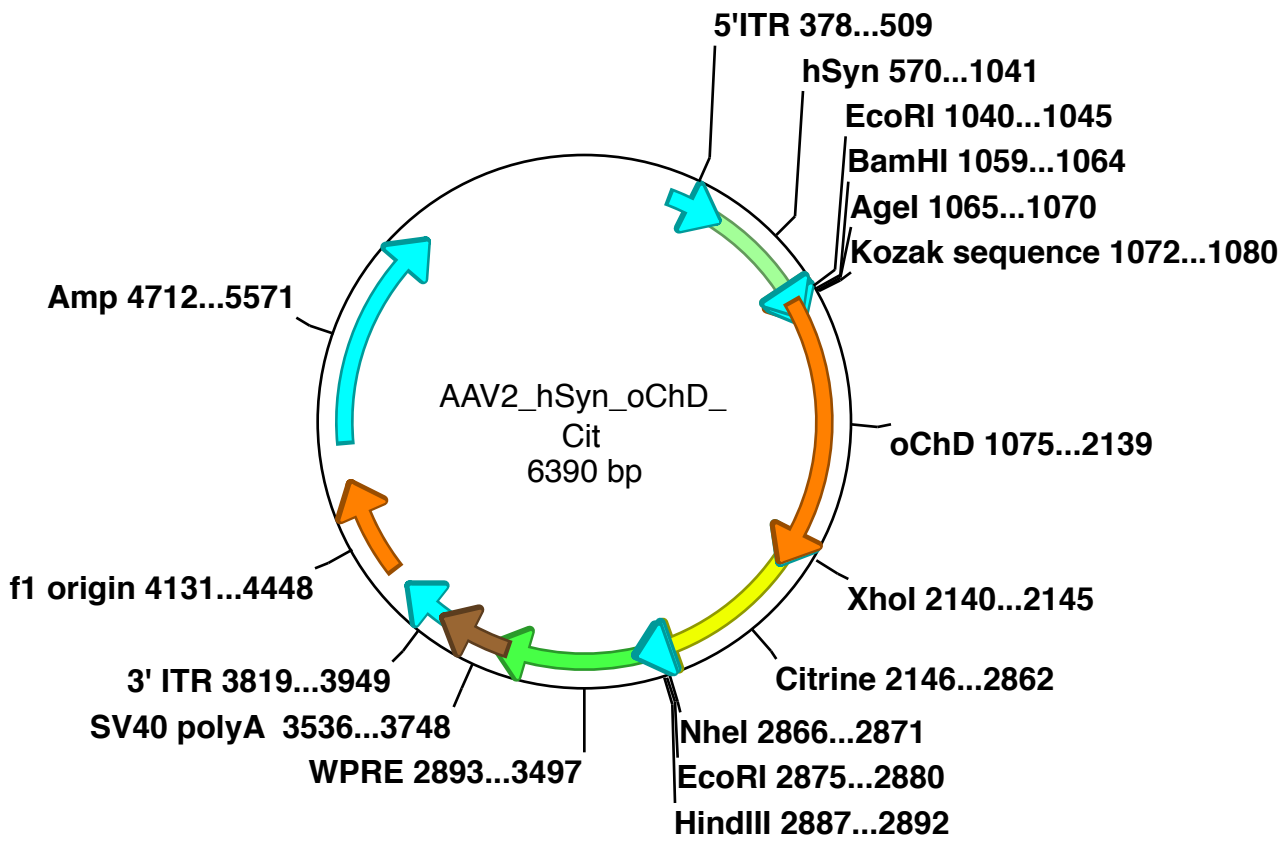 5'ITR 378...509
hSyn 570...1041
EcoRI 1040...1045
BamHI 1059...1064
AgeI 1065...1070
Kozak sequence 1072...1080
Amp 4712...5571
AAV2_hSyn_oChD_
Cit
6390 bp
oChD 1075...2139
f1 origin 4131...4448
XhoI 2140...2145
3' ITR 3819...3949
Citrine 2146...2862
SV40 polyA  3536...3748
NheI 2866...2871
WPRE 2893...3497
EcoRI 2875...2880
HindIII 2887...2892